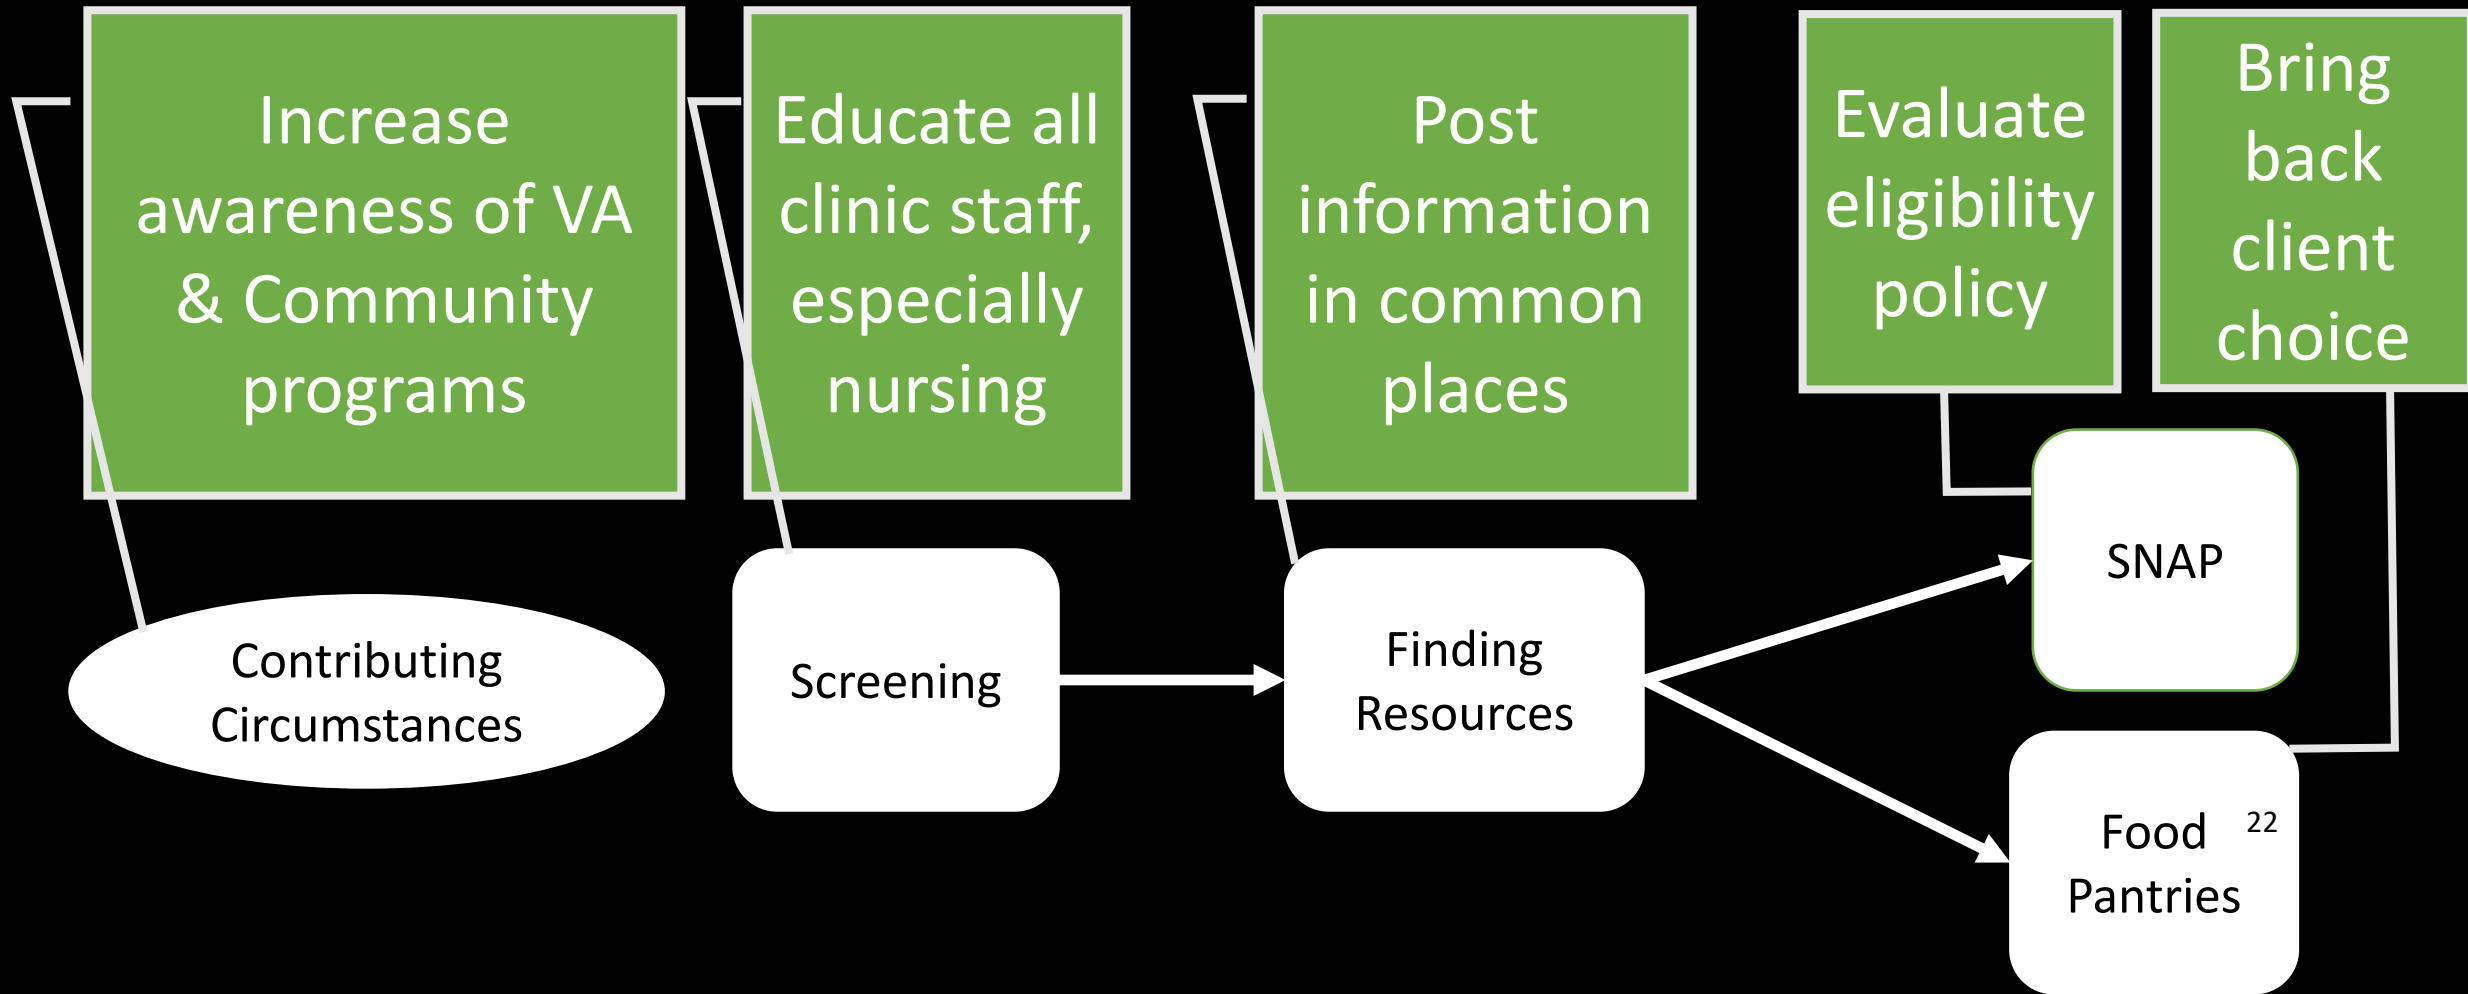 Increase
awareness of VA
& Community
programs
Educate all
clinic staff,
especially
nursing
Post
information
in common
places
Evaluate
eligibility
policy
Bring
back
client
choice
Contributing
Circumstances
Screening
Finding
Resources
SNAP
Food
Pantries
22